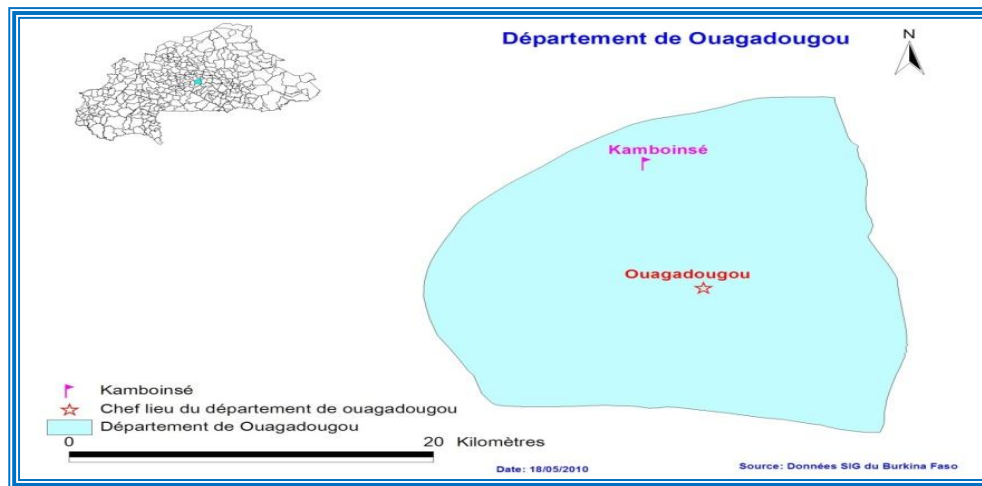 Département de Ouagadougou
N
Kamboinsé
Ouagadougou
Kamboinsé
Chef lieu du département de ouagadougou
Département de Ouagadougou
0 20 Kilomètres
Date: 18/05/2010
Source: Données SIG du Burkina Faso